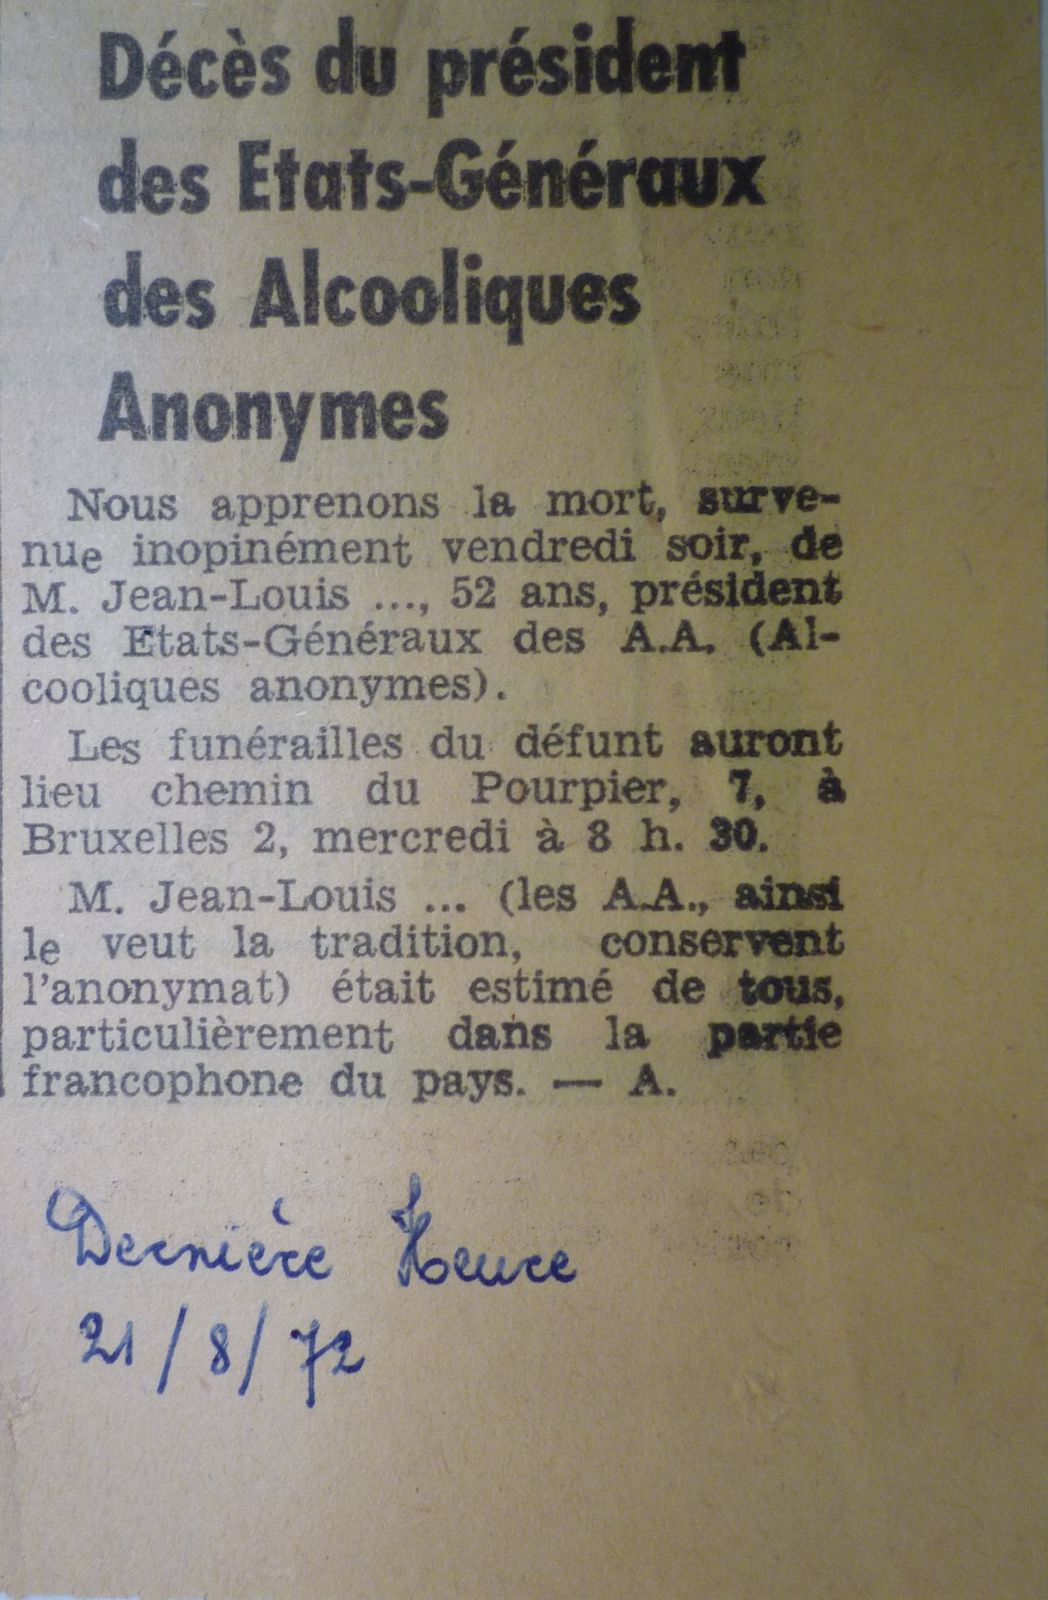 Décès du président
des Etats-Généraux
des Alcooliques
Anonymes
Nous apprenons la mort, surve-
nue inopinément vendredi soir, de
M. Jean-Louis ..., 52 ans, président
des Etats-Généraux des A.A. (Al-
cooliques anonymes).
Les funérailles du défunt auront
lieu chemin du Pourpier, 7, à
Bruxelles 2, mercredi à 8 h. 30.
M. Jean-Louis ... (les A.A., ainsi
le veut la tradition, conservent
l'anonymat) était estimé de tous,
particulièrement dans la partie
francophone du pays. — A.
Dernière Heure
21/8/72